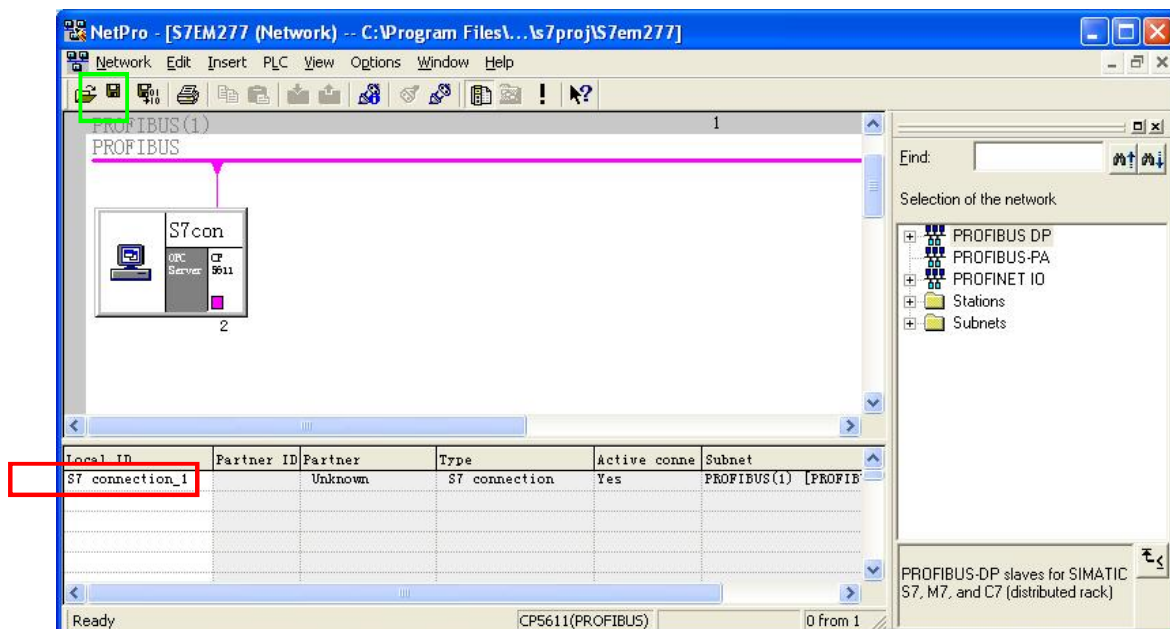 NetPro - [S7EM277 (Network) -- C:\Program Files\...\s7proj\S7em277]
Network Edit Insert PLC View Options Window Help
PROFIBUS(1) 1
PROFIBUS
S7con
OPC Server
CP 5611
2
Find:
Selection of the network
PROFIBUS DP
PROFIBUS-PA
PROFINET IO
Stations
Subnets
PROFIBUS-DP slaves for SIMATIC
S7, M7, and C7 (distributed rack)
Local ID Partner ID Partner Type Active conne Subnet
S7 connection_1 Unknown S7 connection Yes PROFIBUS(1) [PROFIB
Ready CP5611(PROFIBUS) 0 from 1